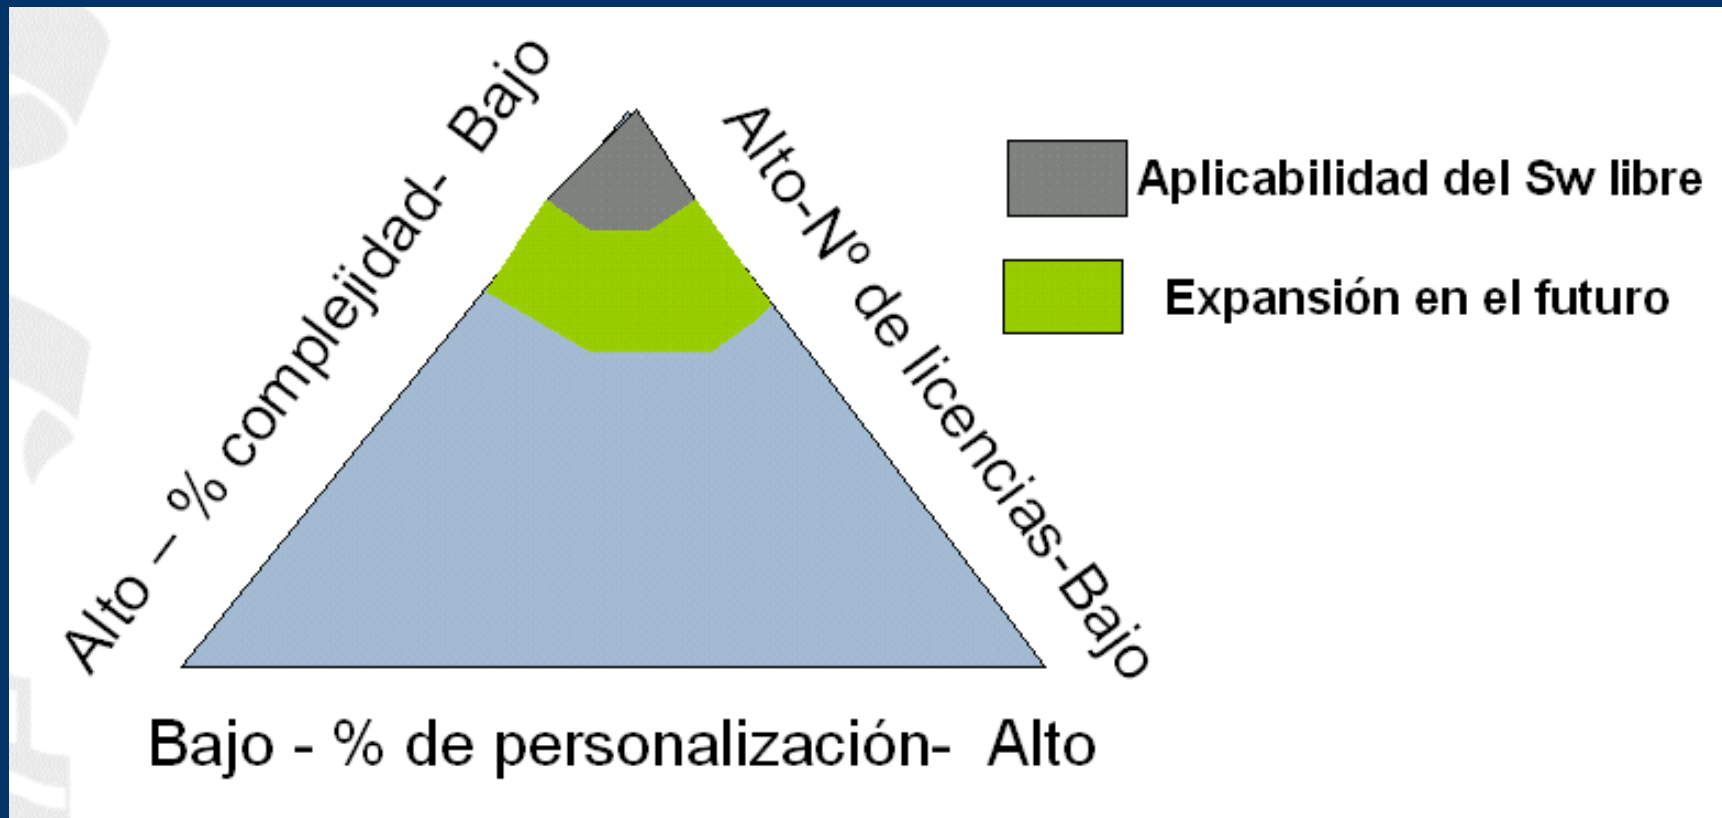 Alto – % complejidad- Bajo
Alto-Nº de licencias-Bajo
Aplicabilidad del Sw libre
Expansión en el futuro
Bajo - % de personalización- Alto